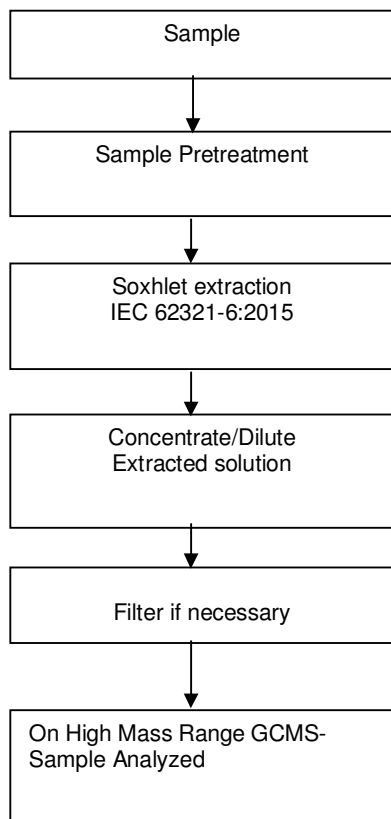 Sample
Sample Pretreatment
Soxhlet extraction
IEC 62321-6:2015
Concentrate/Dilute
Extracted solution
Filter if necessary
On High Mass Range GCMS-
Sample Analyzed